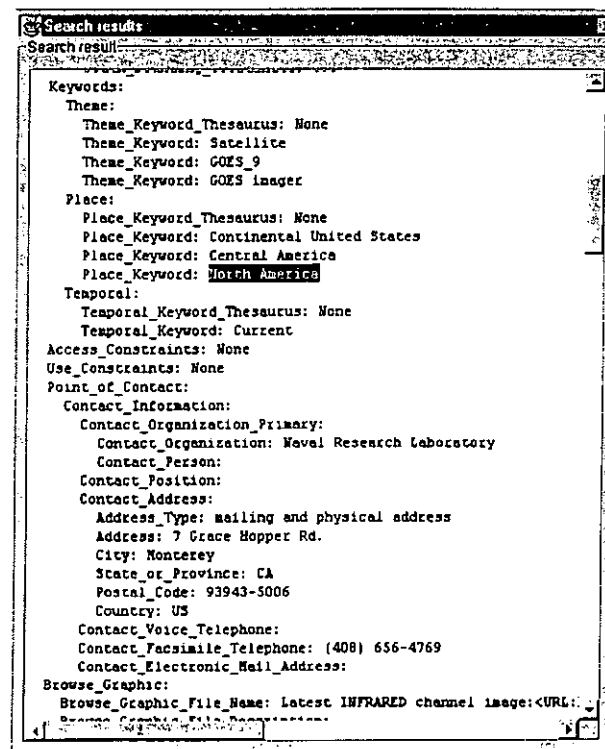 Search results
Search result
Keywords:
Theme:
Theme_Keyword_Thesaurus: None
Theme_Keyword: Satellite
Theme_Keyword: GOES_9
Theme_Keyword: GOES imager
Place:
Place_Keyword_Thesaurus: None
Place_Keyword: Continental United States
Place_Keyword: Central America
Place_Keyword: North America
Temporal:
Temporal_Keyword_Thesaurus: None
Temporal_Keyword: Current
Access_Constraints: None
Use_Constraints: None
Point_of_Contact:
Contact_Information:
Contact_Organization_Primary:
Contact_Organization: Naval Research Laboratory
Contact_Person:
Contact_Position:
Contact_Address:
Address_Type: mailing and physical address
Address: 7 Grace Hopper Rd.
City: Monterey
State_or_Province: CA
Postal_Code: 93943-5006
Country: US
Contact_Voice_Telephone:
Contact_Facsimile_Telephone: (408) 656-4769
Contact_Electronic_Mail_Address:
Browse_Graphic:
Browse_Graphic_File_Name: Latest INFRARED channel image:<URL: